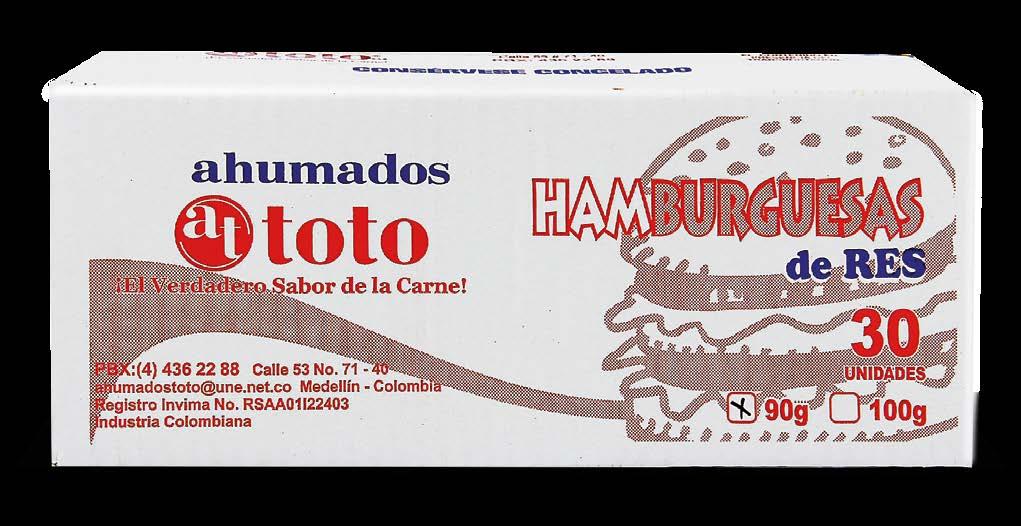 CONSÉRVESE CONGELADO
ahumados
at toto
¡El Verdadero Sabor de la Carne!
HAMBURGUESAS
de RES
30
UNIDADES
90g 100g
PBX:(4) 436 22 88 Calle 53 No. 71 - 40
ahumadostoto@une.net.co Medellín - Colombia
Registro Invima No. RSAA01I22403
Industria Colombiana